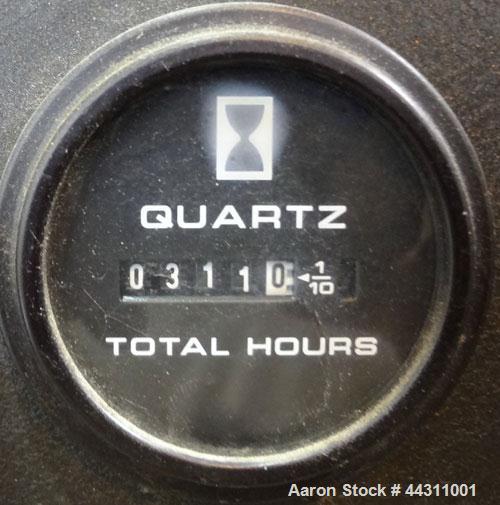 QUARTZ
03110 ◄1/10
TOTAL HOURS
Aaron Stock # 44311001